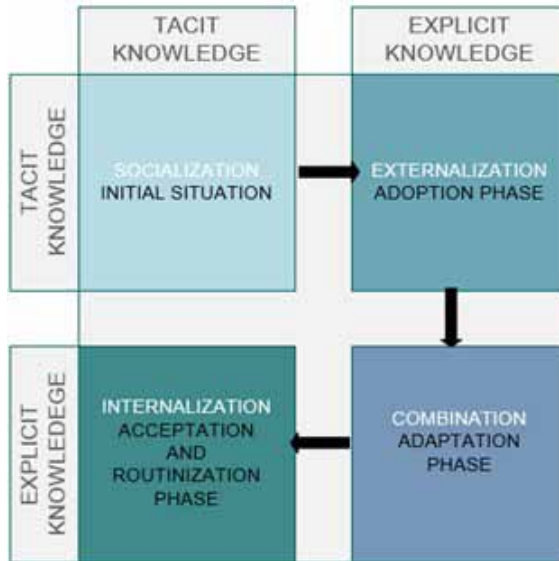 TACIT
KNOWLEDGE
EXPLICIT
KNOWLEDGE
TACIT
KNOWLEDGE
SOCIALIZATION
INITIAL SITUATION
EXTERNALIZATION
ADOPTION PHASE
EXPLICIT
KNOWLEDEGE
INTERNALIZATION
ACCEPTATION
AND
ROUTINIZATION
PHASE
COMBINATION
ADAPTATION
PHASE